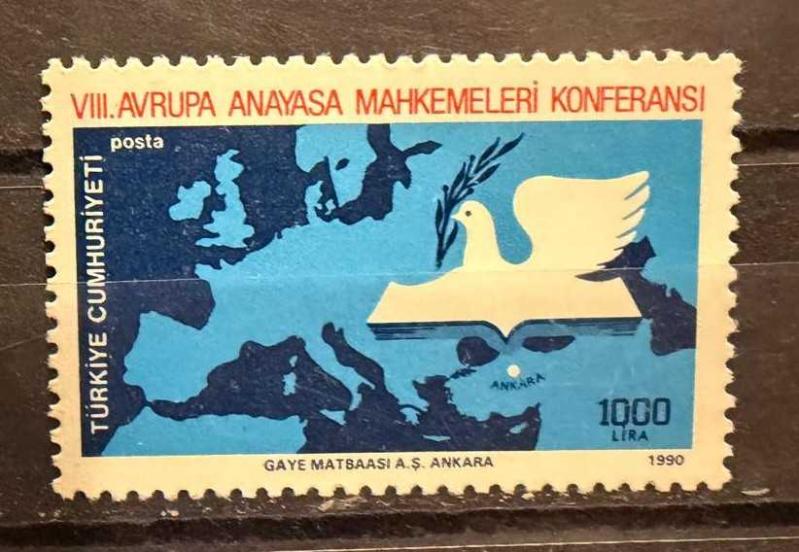 VIII. AVRUPA ANAYASA MAHKEMELERİ KONFERANSI
posta
TÜRKİYE CUMHURİYETİ
ANKARA
1000
LİRA
GAYE MATBAASI A.Ş. ANKARA
1990